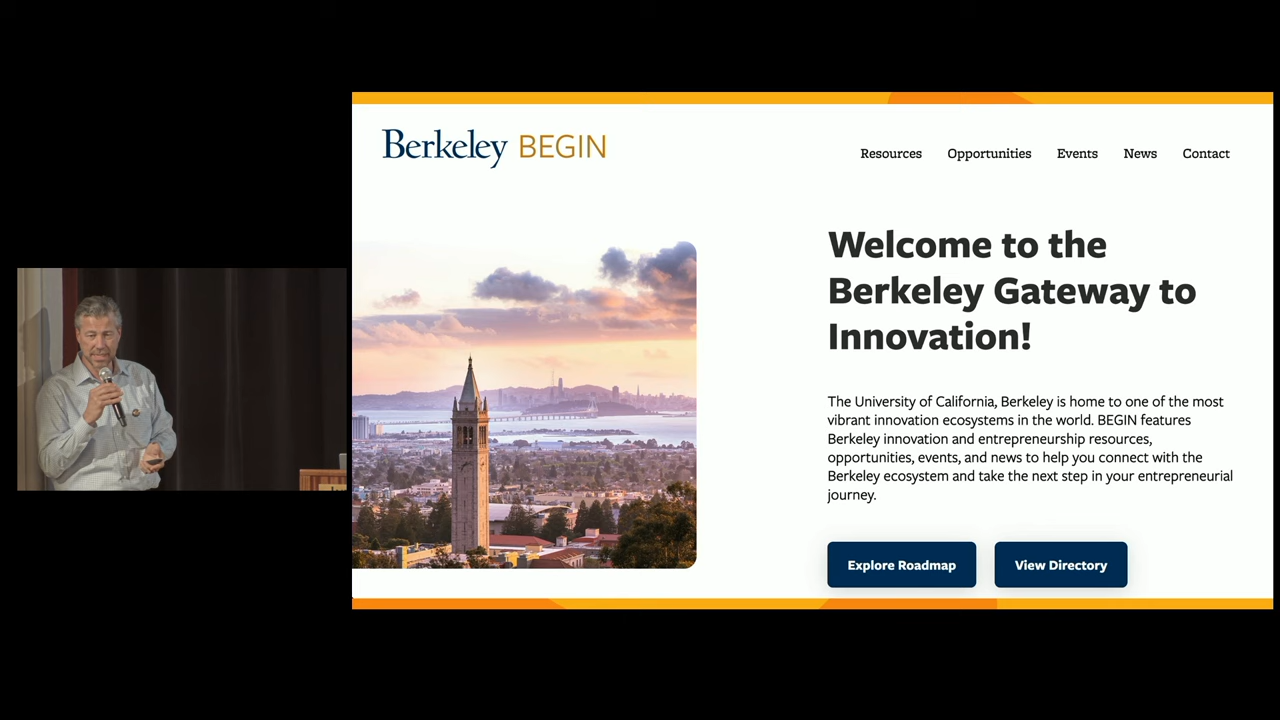 Berkeley BEGIN
Resources Opportunities Events News Contact
Welcome to the
Berkeley Gateway to
Innovation!
The University of California, Berkeley is home to one of the most
vibrant innovation ecosystems in the world. BEGIN features
Berkeley innovation and entrepreneurship resources,
opportunities, events, and news to help you connect with the
Berkeley ecosystem and take the next step in your entrepreneurial
journey.
Explore Roadmap View Directory